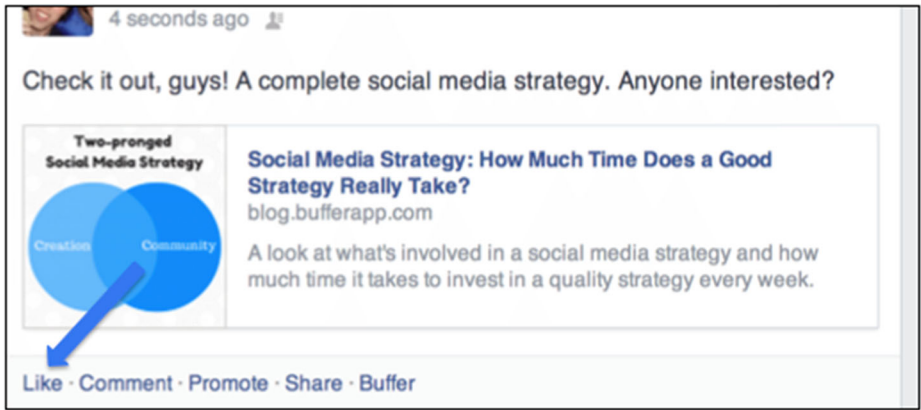 4 seconds ago
Check it out, guys! A complete social media strategy. Anyone interested?
Two-pronged
Social Media Strategy
Creation
Community
Social Media Strategy: How Much Time Does a Good
Strategy Really Take?
blog.bufferapp.com
A look at what's involved in a social media strategy and how
much time it takes to invest in a quality strategy every week.
Like · Comment · Promote · Share · Buffer